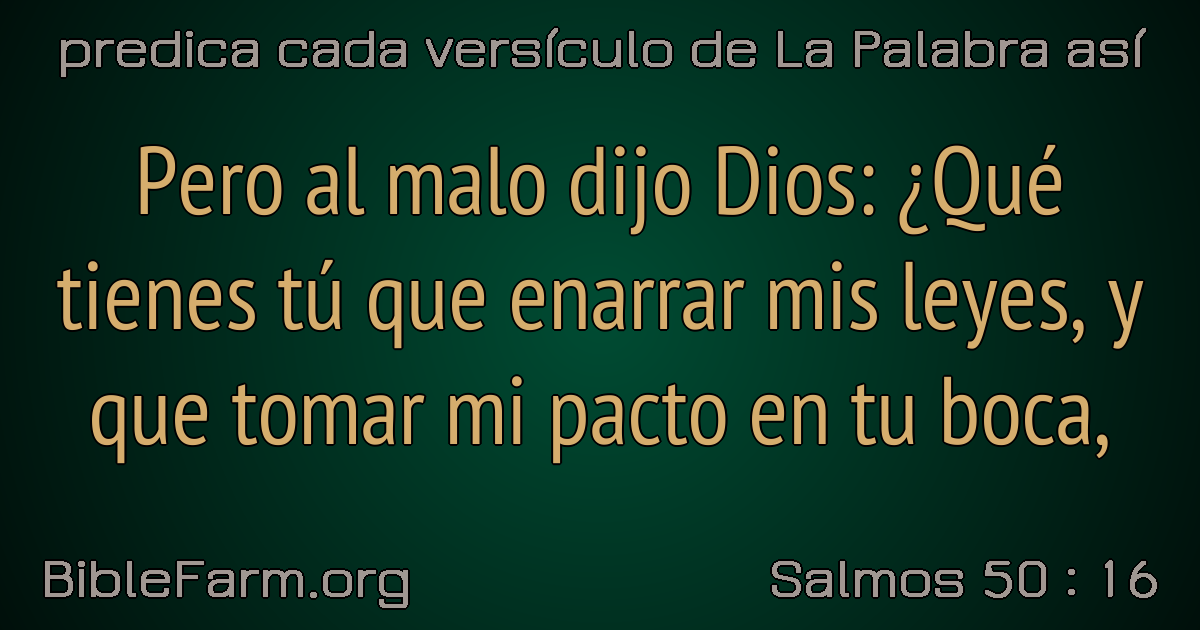 predica cada versículo de La Palabra así
Pero al malo dijo Dios: ¿Qué
tienes tú que enarrar mis leyes, y
que tomar mi pacto en tu boca,
BibleFarm.org
Salmos 50 : 16